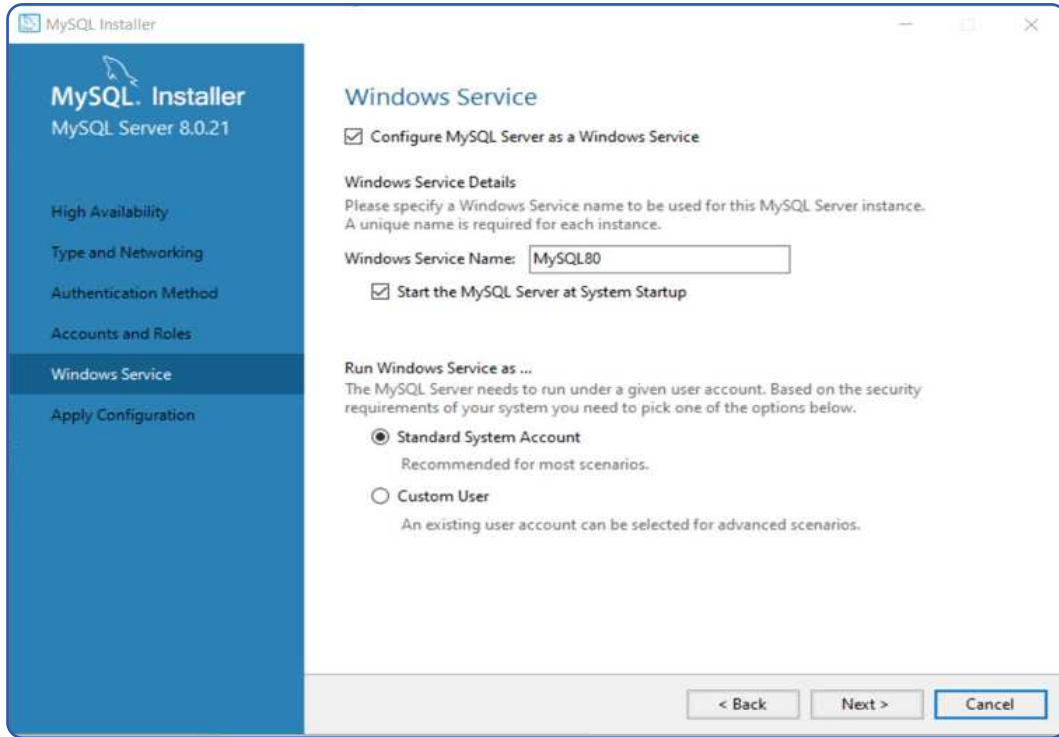 MySQL Installer
MySQL. Installer
MySQL Server 8.0.21
High Availability
Type and Networking
Authentication Method
Accounts and Roles
Windows Service
Apply Configuration
Windows Service
Configure MySQL Server as a Windows Service
Windows Service Details
Please specify a Windows Service name to be used for this MySQL Server instance.
A unique name is required for each instance.
Windows Service Name: MySQL80
Start the MySQL Server at System Startup
Run Windows Service as ...
The MySQL Server needs to run under a given user account. Based on the security
requirements of your system you need to pick one of the options below.
Standard System Account
Recommended for most scenarios.
Custom User
An existing user account can be selected for advanced scenarios.
< Back Next > Cancel